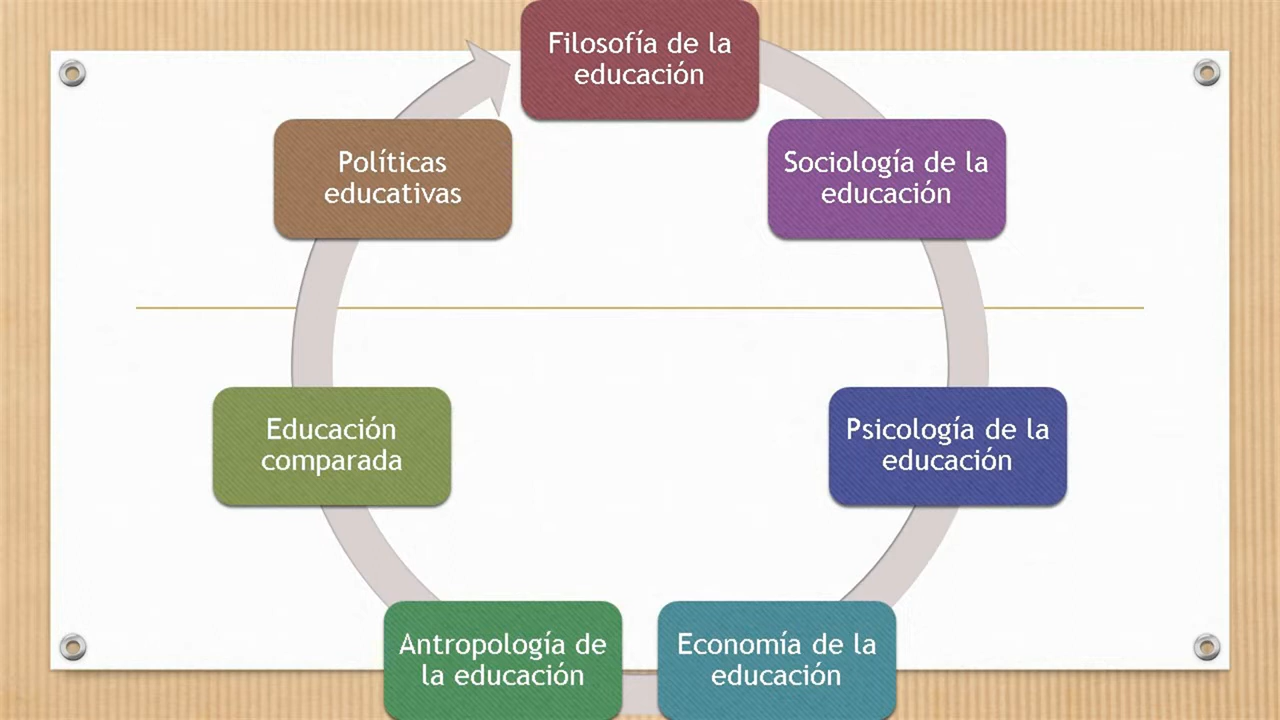 Filosofía de la
educación
Sociología de la
educación
Psicología de la
educación
Economía de la
educación
Antropología de
la educación
Educación
comparada
Políticas
educativas